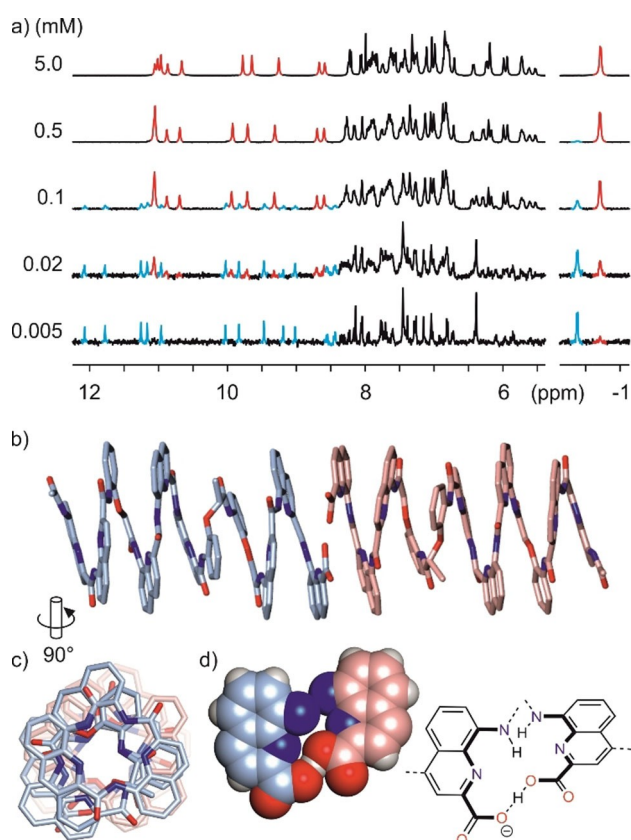 a) (mM)
5.0
0.5
0.1
0.02
0.005
12 10 8 6 (ppm) -1
b)
90°
c) d)
N N
H H
N N
H O
O O O
⊖